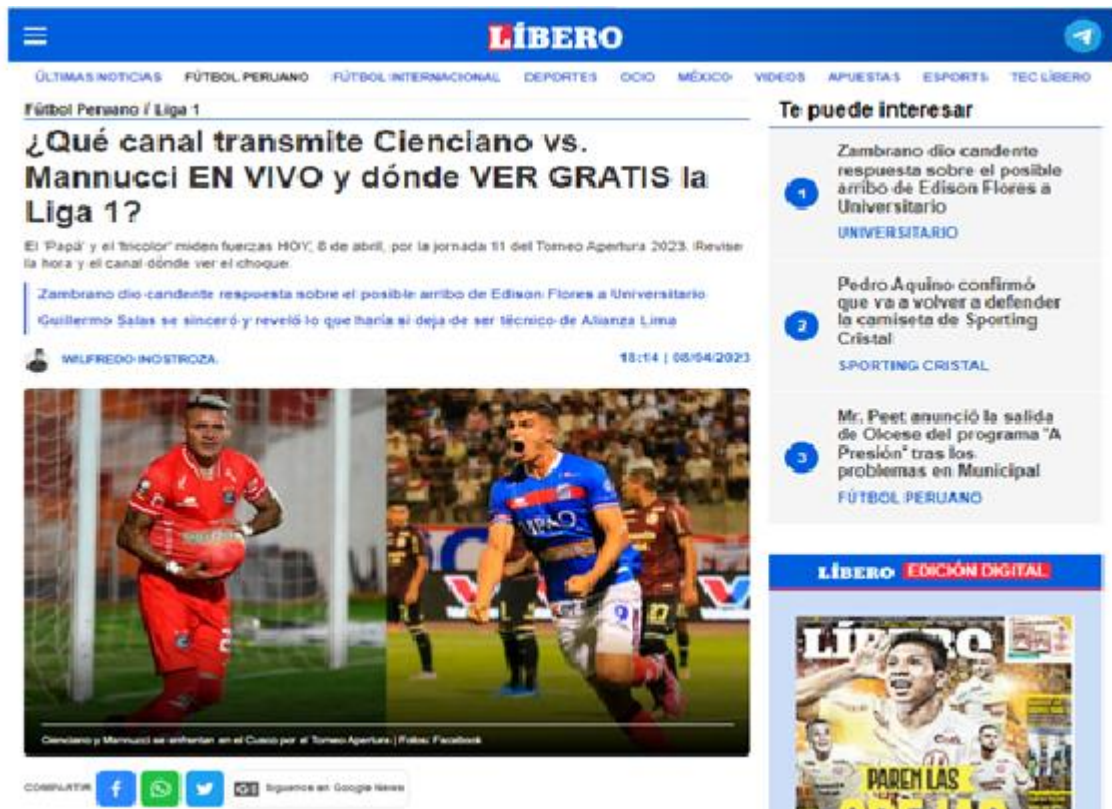 LÍBERO
ÚLTIMAS NOTICIAS FÚTBOL PERUANO FÚTBOL INTERNACIONAL DEPORTES OCIO MÉXICO VIDEOS APUESTAS ESPORTS TEC LÍBERO
Fútbol Peruano / Liga 1
¿Qué canal transmite Cienciano vs.
Mannucci EN VIVO y dónde VER GRATIS la
Liga 1?
El 'Papá' y el 'tricolor' miden fuerzas HOY, 8 de abril, por la jornada 11 del Torneo Apertura 2023. Revise
la hora y el canal dónde ver el choque.
Zambrano dio candente respuesta sobre el posible arribo de Edison Flores a Universitario
Guillermo Salas se sinceró y reveló lo que haría si deja de ser técnico de Alianza Lima
WILFREDO INOSTROZA
18:14 | 08/04/2023
UPAO
9
Cienciano y Mannucci se enfrentan en el Cusco por el Torneo Apertura | Fotos: Facebook
COMPARTIR
Síguenos en Google News
Te puede interesar
1
Zambrano dio candente
respuesta sobre el posible
arribo de Edison Flores a
Universitario
UNIVERSITARIO
2
Pedro Aquino confirmó
que va a volver a defender
la camiseta de Sporting
Cristal
SPORTING CRISTAL
3
Mr. Peet anunció la salida
de Olcese del programa "A
Presión" tras los
problemas en Municipal
FÚTBOL PERUANO
LÍBERO EDICIÓN DIGITAL
LÍBERO
PAREN LAS